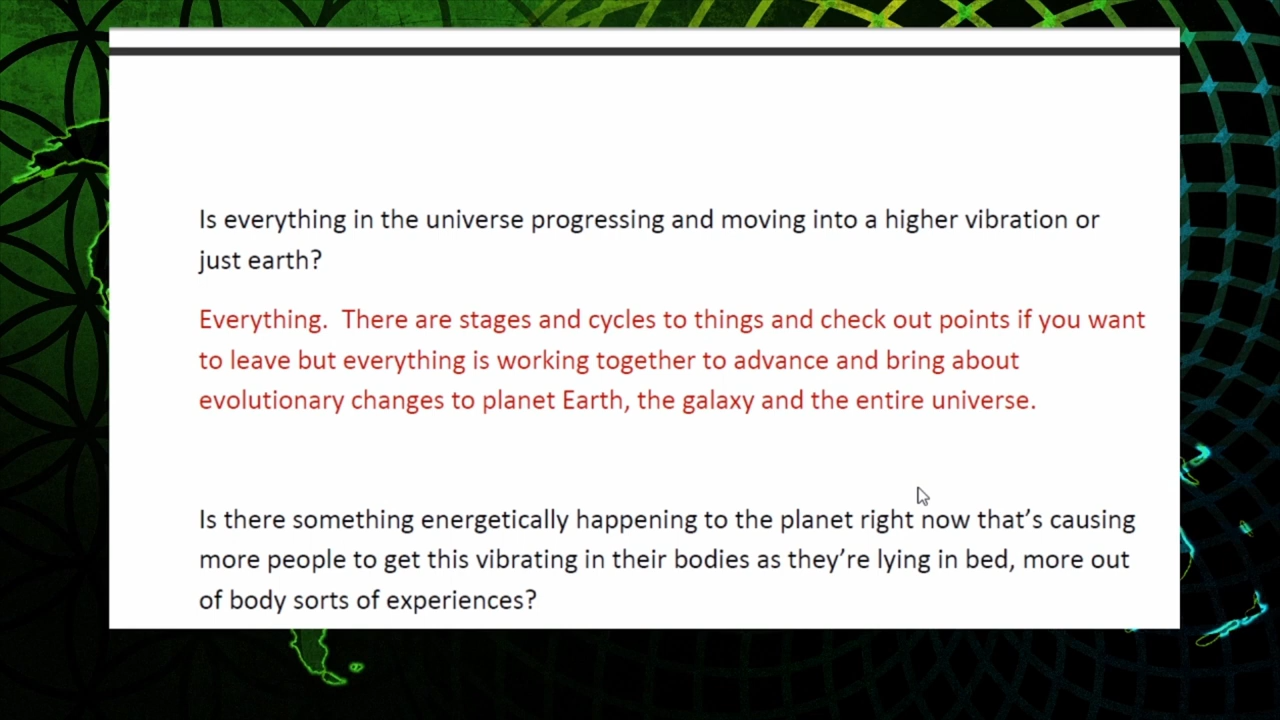 Is everything in the universe progressing and moving into a higher vibration or
just earth?
Everything.  There are stages and cycles to things and check out points if you want
to leave but everything is working together to advance and bring about
evolutionary changes to planet Earth, the galaxy and the entire universe.
Is there something energetically happening to the planet right now that’s causing
more people to get this vibrating in their bodies as they’re lying in bed, more out
of body sorts of experiences?